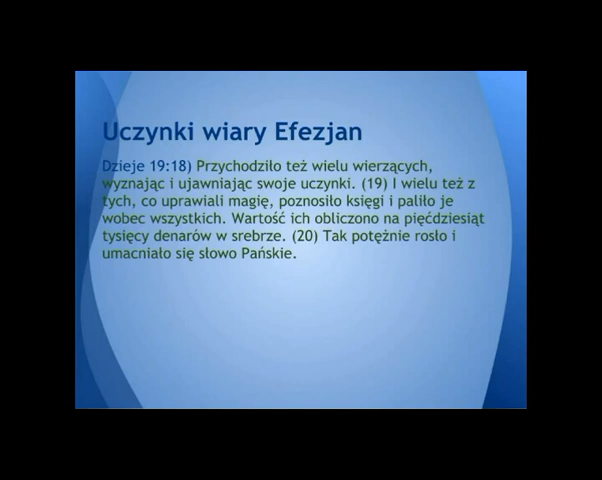 Uczynki wiary Efezjan
Dzieje 19:18) Przychodziło też wielu wierzących,
wyznając i ujawniając swoje uczynki. (19) I wielu też z
tych, co uprawiali magię, poznosiło księgi i paliło je
wobec wszystkich. Wartość ich obliczono na pięćdziesiąt
tysięcy denarów w srebrze. (20) Tak potężnie rosło i
umacniało się słowo Pańskie.